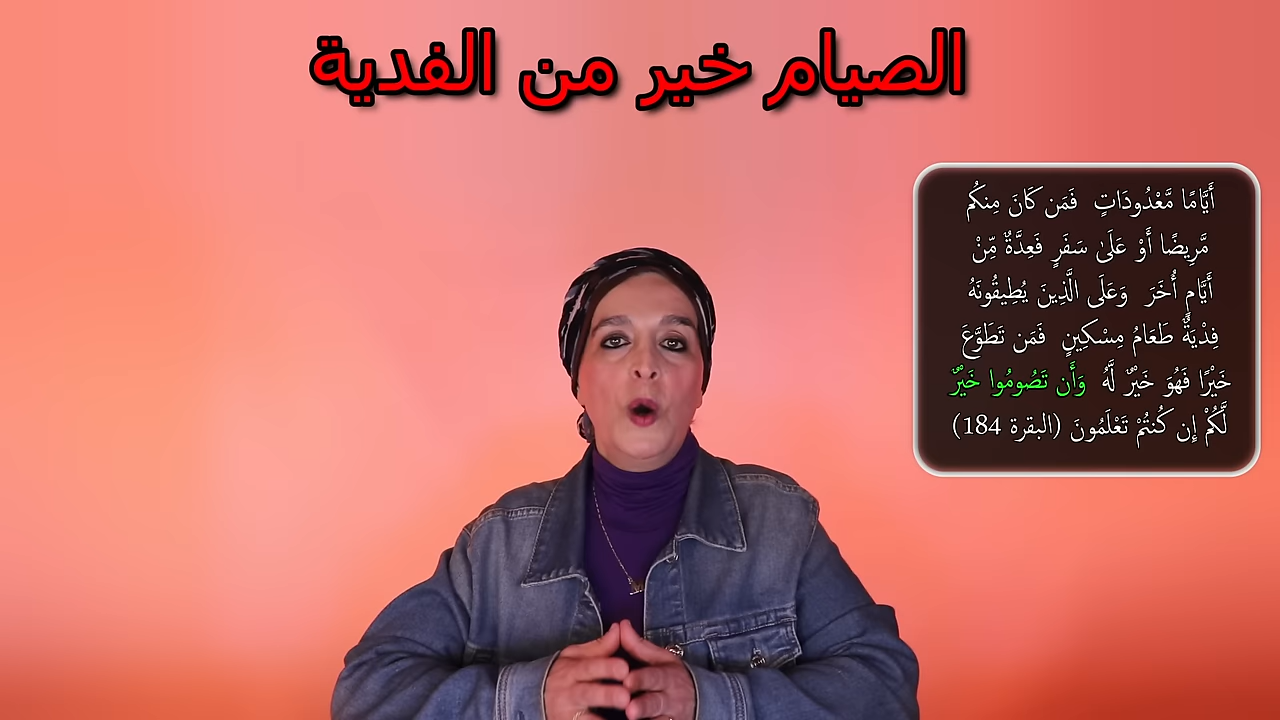 الصيام خير من الفدية
أَيَّامًا مَّعْدُودَاتٍ فَمَن كَانَ مِنكُم
مَّرِيضًا أَوْ عَلَىٰ سَفَرٍ فَعِدَّةٌ مِّنْ
أَيَّامٍ أُخَرَ وَعَلَى الَّذِينَ يُطِيقُونَهُ
فِدْيَةٌ طَعَامُ مِسْكِينٍ فَمَن تَطَوَّعَ
خَيْرًا فَهُوَ خَيْرٌ لَّهُ وَأَن تَصُومُوا خَيْرٌ
لَّكُمْ إِن كُنتُمْ تَعْلَمُونَ (البقرة 184)